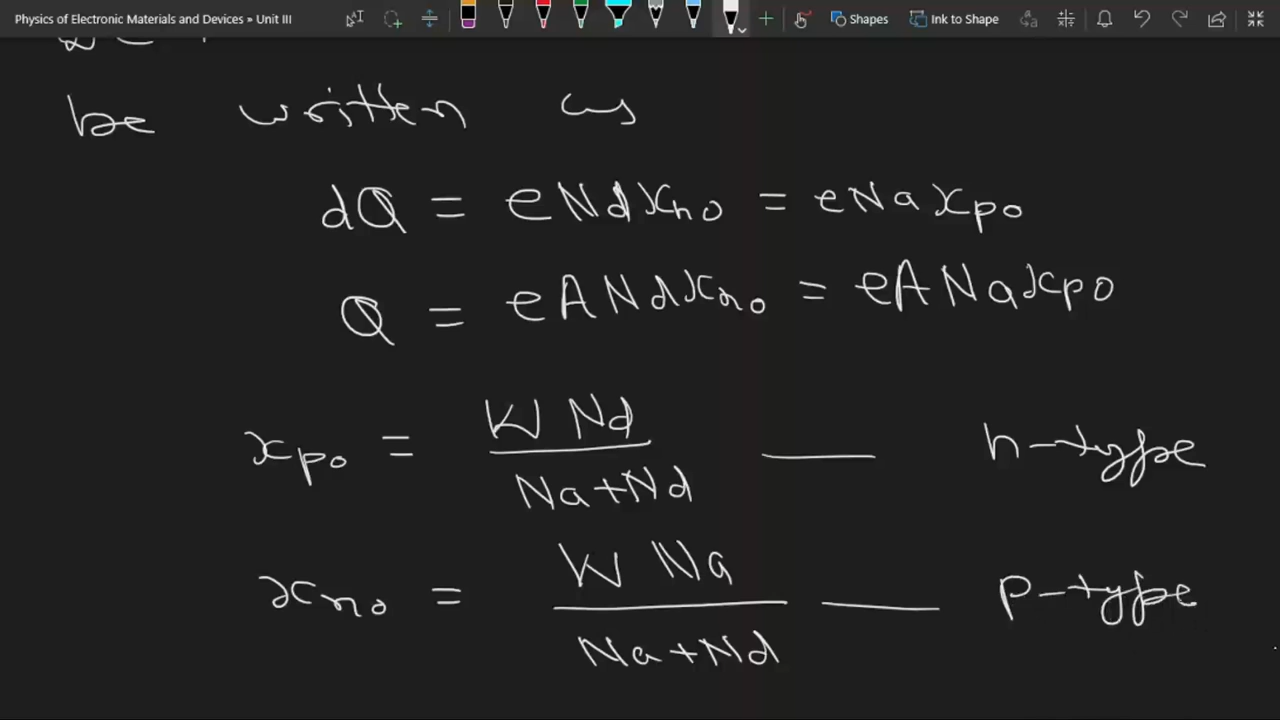 Physics of Electronic Materials and Devices » Unit III
Shapes
Ink to Shape
be written as
dQ = eNdxno = eNaxpo
Q = eANdxno = eANaxpo
xpo = W Nd / Na+Nd — n-type
xno = W Na / Na+Nd — p-type